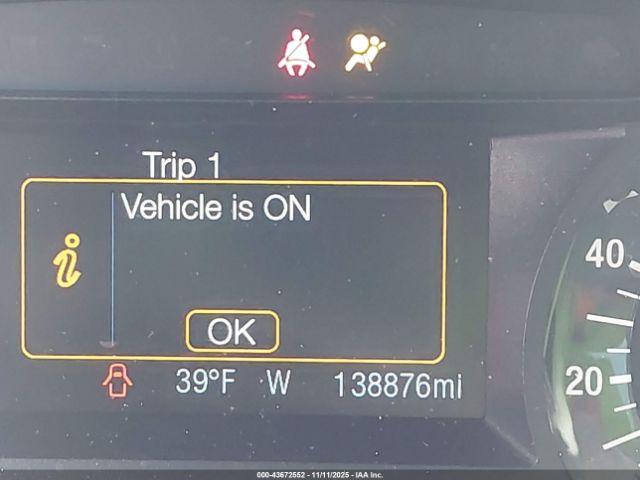 Trip 1
Vehicle is ON
i
OK
39°F W 138876mi
40
20
000-43672552 - 11/11/2025 - IAA Inc.